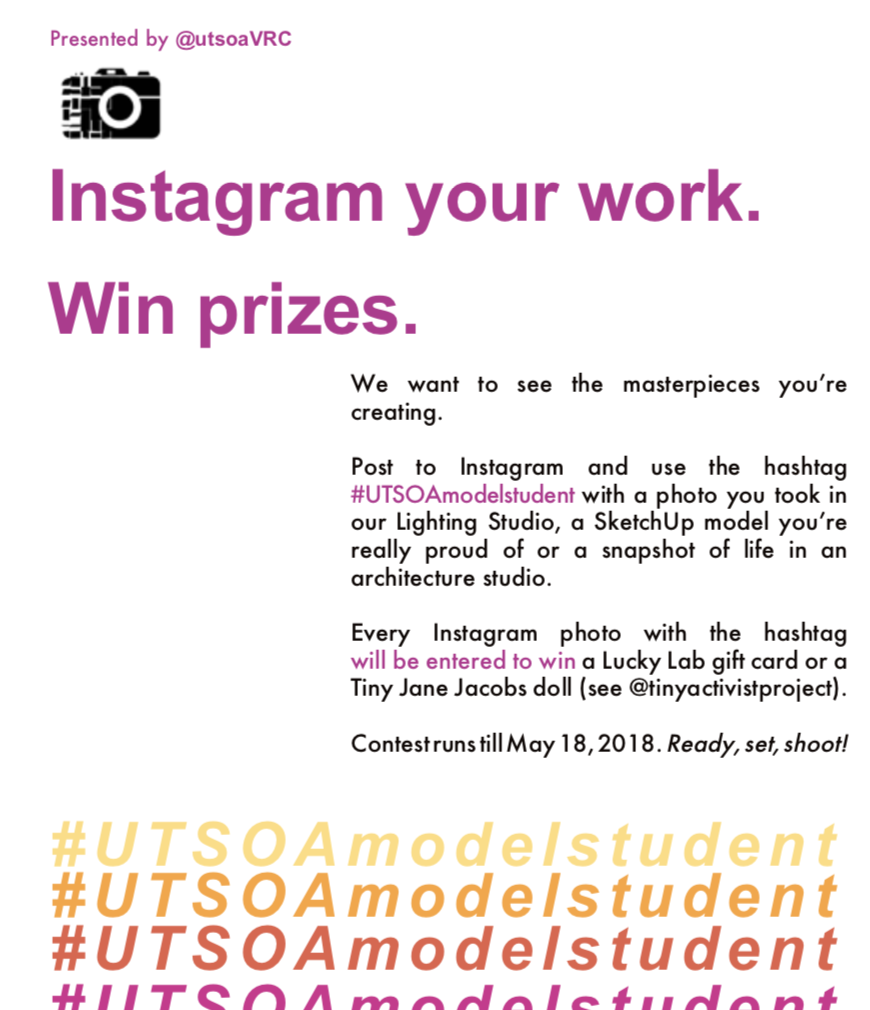 Presented by @utsoaVRC
Instagram your work.
Win prizes.
We want to see the masterpieces you’re
creating.
Post to Instagram and use the hashtag
#UTSOAmodelstudent with a photo you took in
our Lighting Studio, a SketchUp model you’re
really proud of or a snapshot of life in an
architecture studio.
Every Instagram photo with the hashtag
will be entered to win a Lucky Lab gift card or a
Tiny Jane Jacobs doll (see @tinyactivistproject).
Contest runs till May 18, 2018. Ready, set, shoot!
#UTSOAmodelstudent
#UTSOAmodelstudent
#UTSOAmodelstudent
#UTSOAmodelstudent